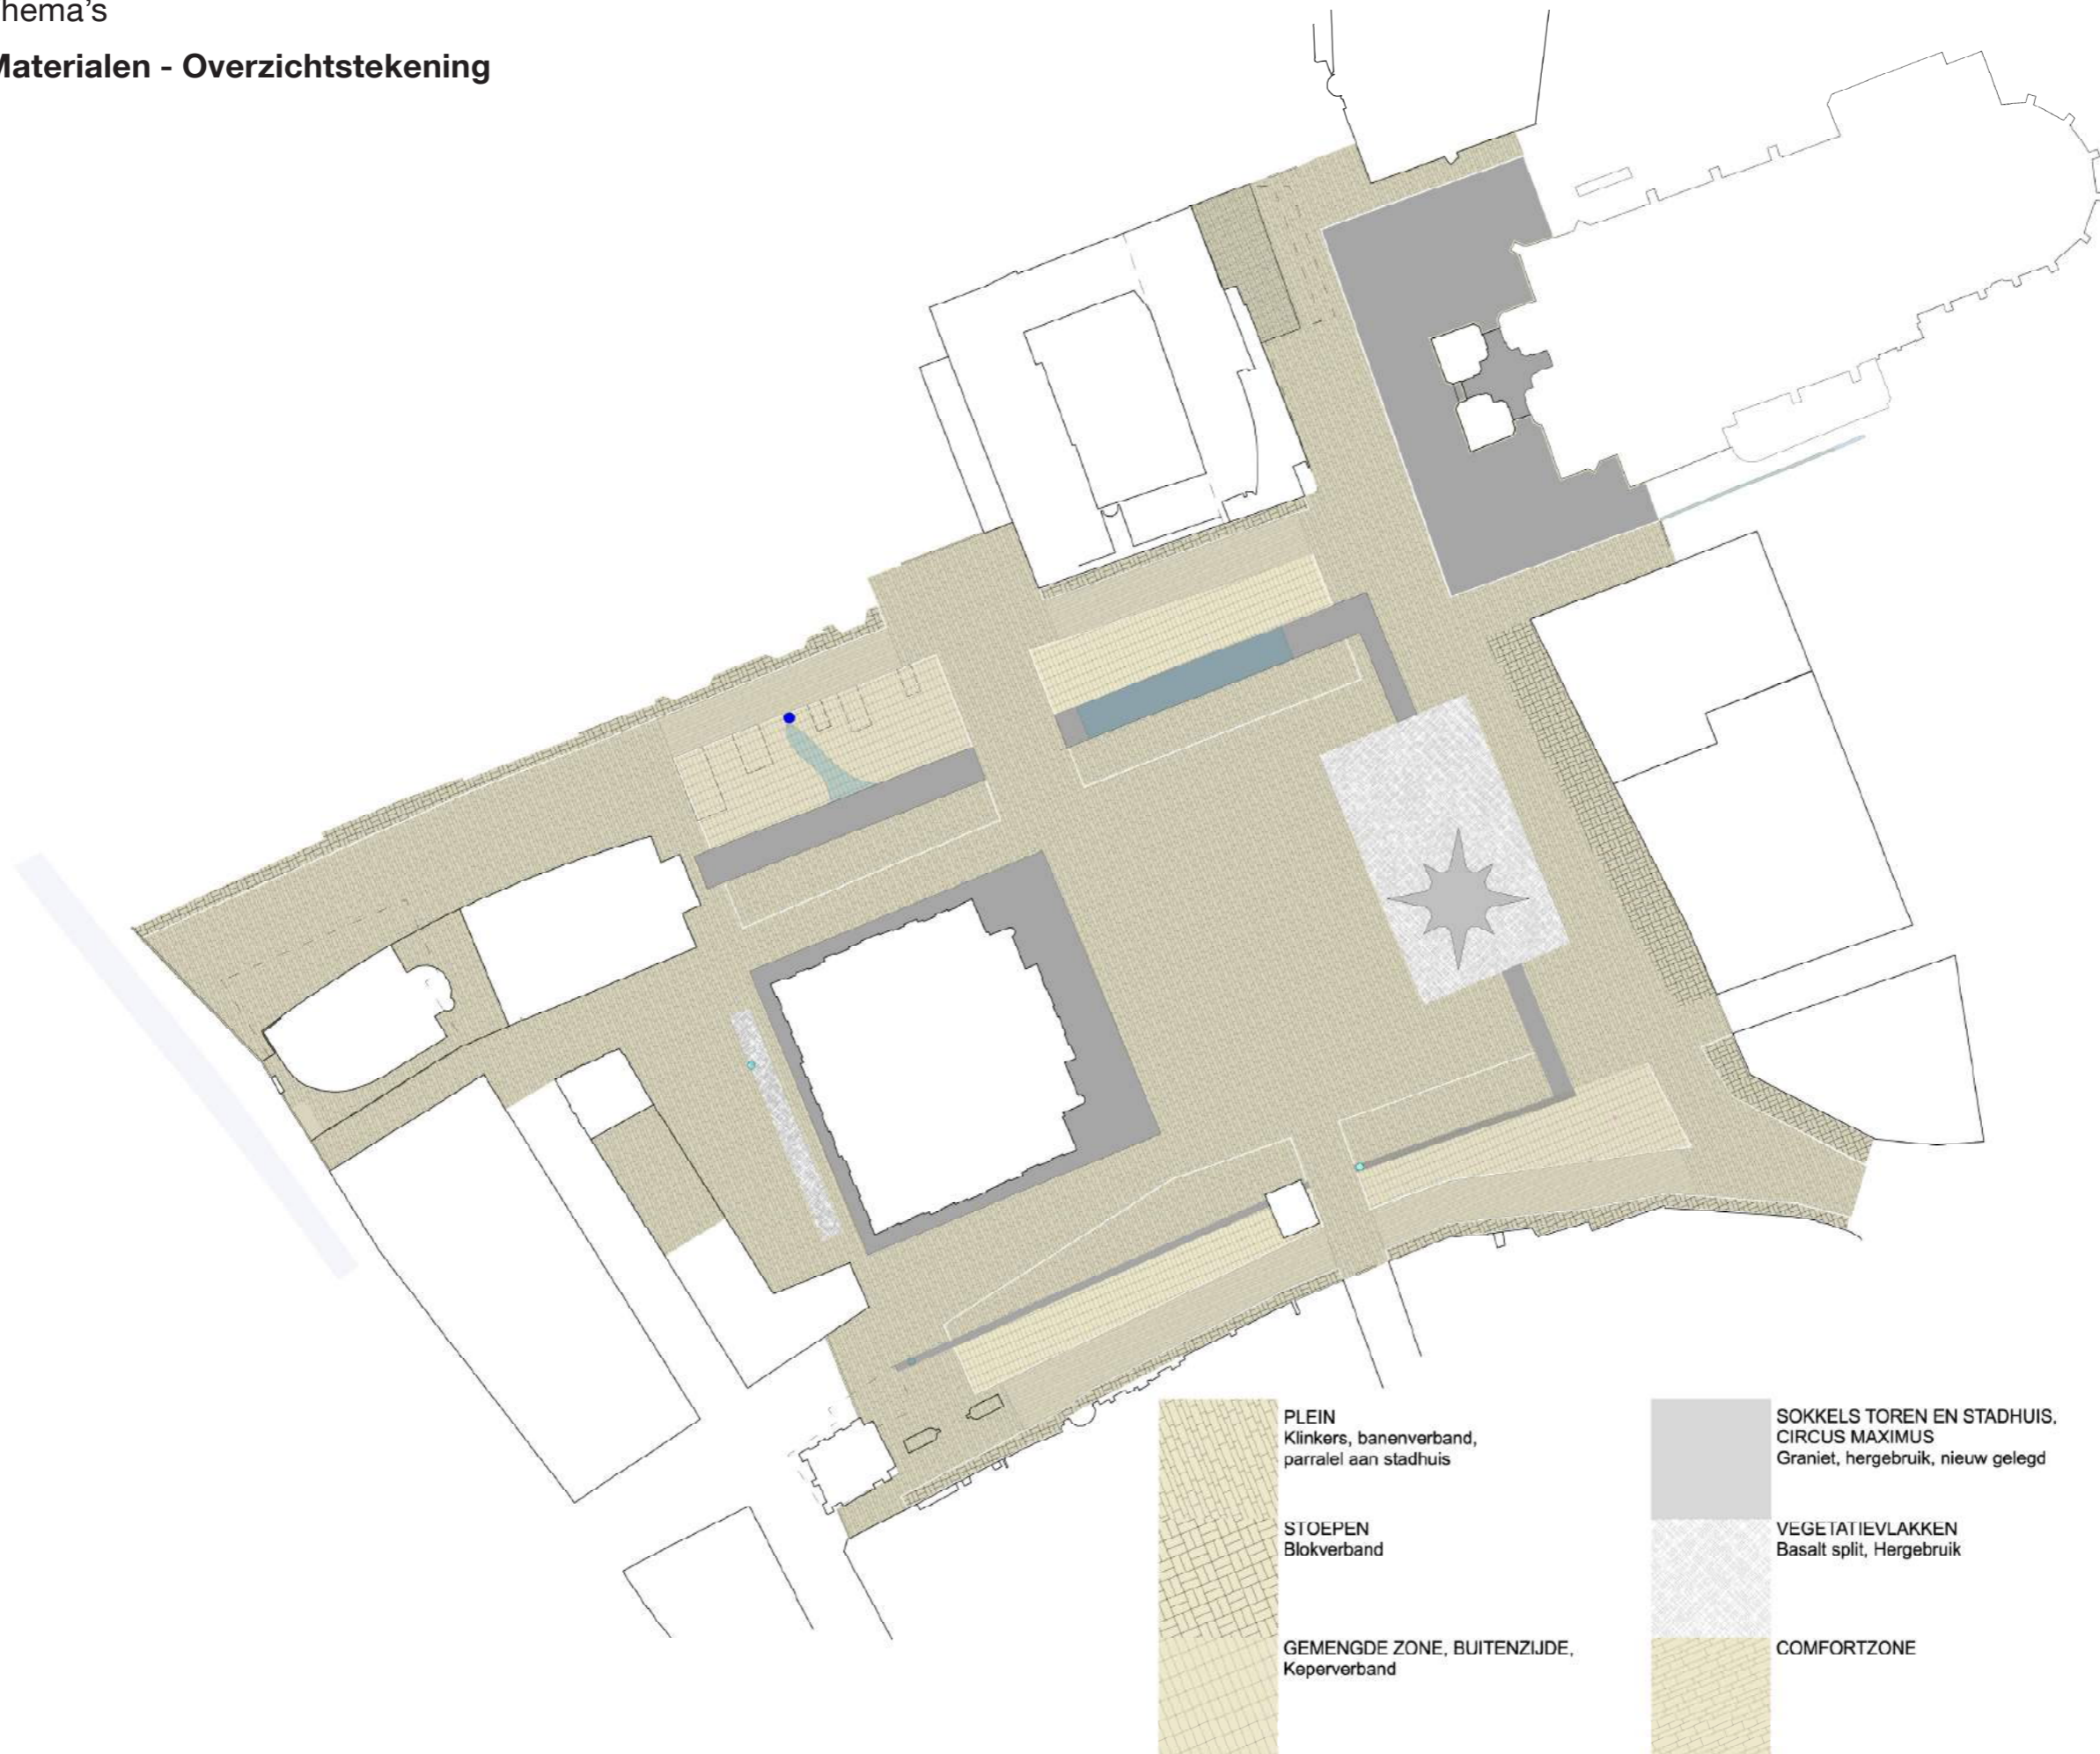 hema's
Materialen - Overzichtstekening
PLEIN
Klinkers, banenverband,
parralel aan stadhuis
STOEPEN
Blokverband
GEMENGDE ZONE, BUITENZIJDE,
Keperverband
SOKKELS TOREN EN STADHUIS,
CIRCUS MAXIMUS
Graniet, hergebruik, nieuw gelegd
VEGETATIEVLAKKEN
Basalt split, Hergebruik
COMFORTZONE